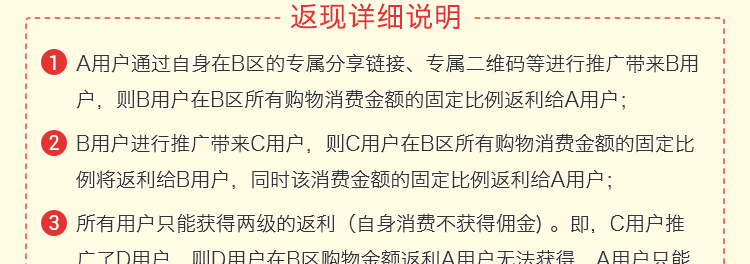 返现详细说明
1 A用户通过自身在B区的专属分享链接、专属二维码等进行推广带来B用
户，则B用户在B区所有购物消费金额的固定比例返利给A用户；
2 B用户进行推广带来C用户，则C用户在B区所有购物消费金额的固定比
例将返利给B用户，同时该消费金额的固定比例返利给A用户；
3 所有用户只能获得两级的返利（自身消费不获得佣金）。即，C用户推
广了D用户，则D用户在B区购物金额返利A用户无法获得，A用户只能